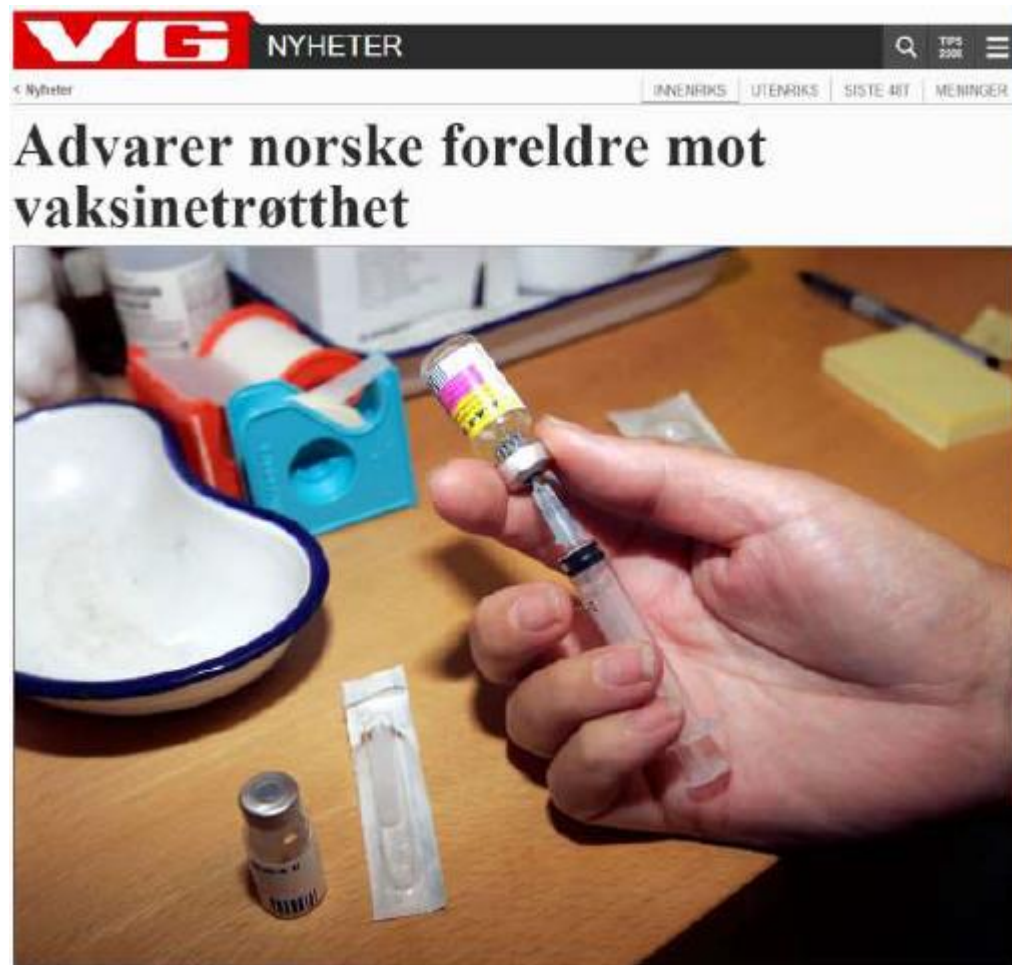 VG NYHETER TIPS
2200
< Nyheter INNENRIKS UTENRIKS SISTE 48T MENINGER
Advarer norske foreldre mot
vaksinetrøtthet